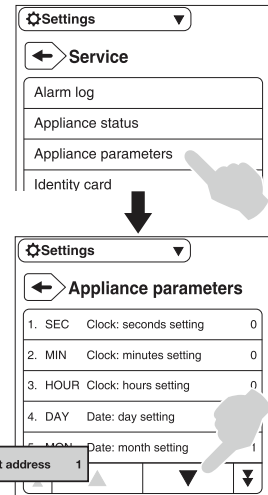 Settings
Service
Alarm log
Appliance status
Appliance parameters
Identity card
Settings
Appliance parameters
1. SEC Clock: seconds setting 0
2. MIN Clock: minutes setting 0
3. HOUR Clock: hours setting 0
4. DAY Date: day setting
5. MON Date: month setting 1
t address 1